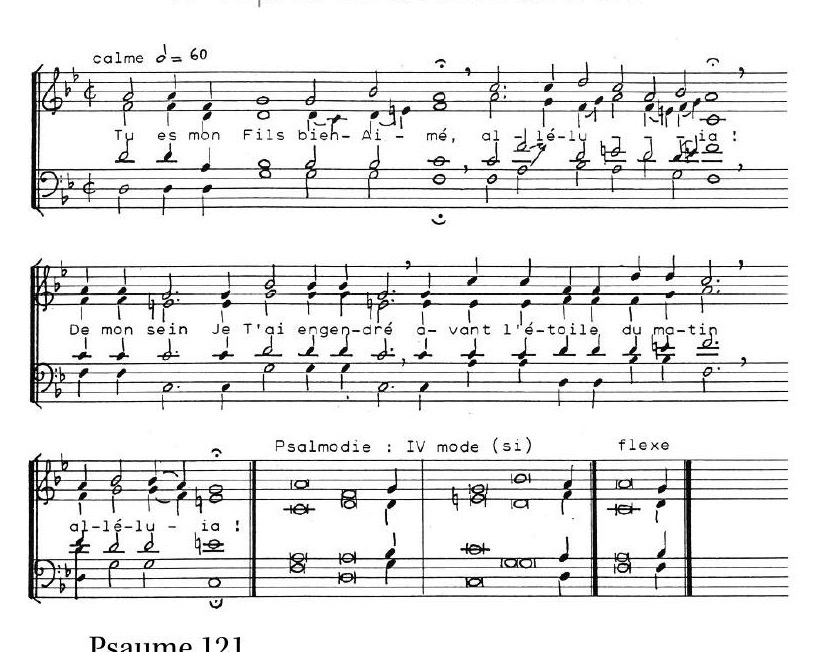 calme = 60
Tu es mon Fils bien-Ai-mé, al-lé-lu - - ia !
De mon sein Je T'ai engen-dré a-vant l'é-toile du ma-tin
Psalmodie : IV mode (si) flexe
al-lé-lu - ia !
Psaume 121